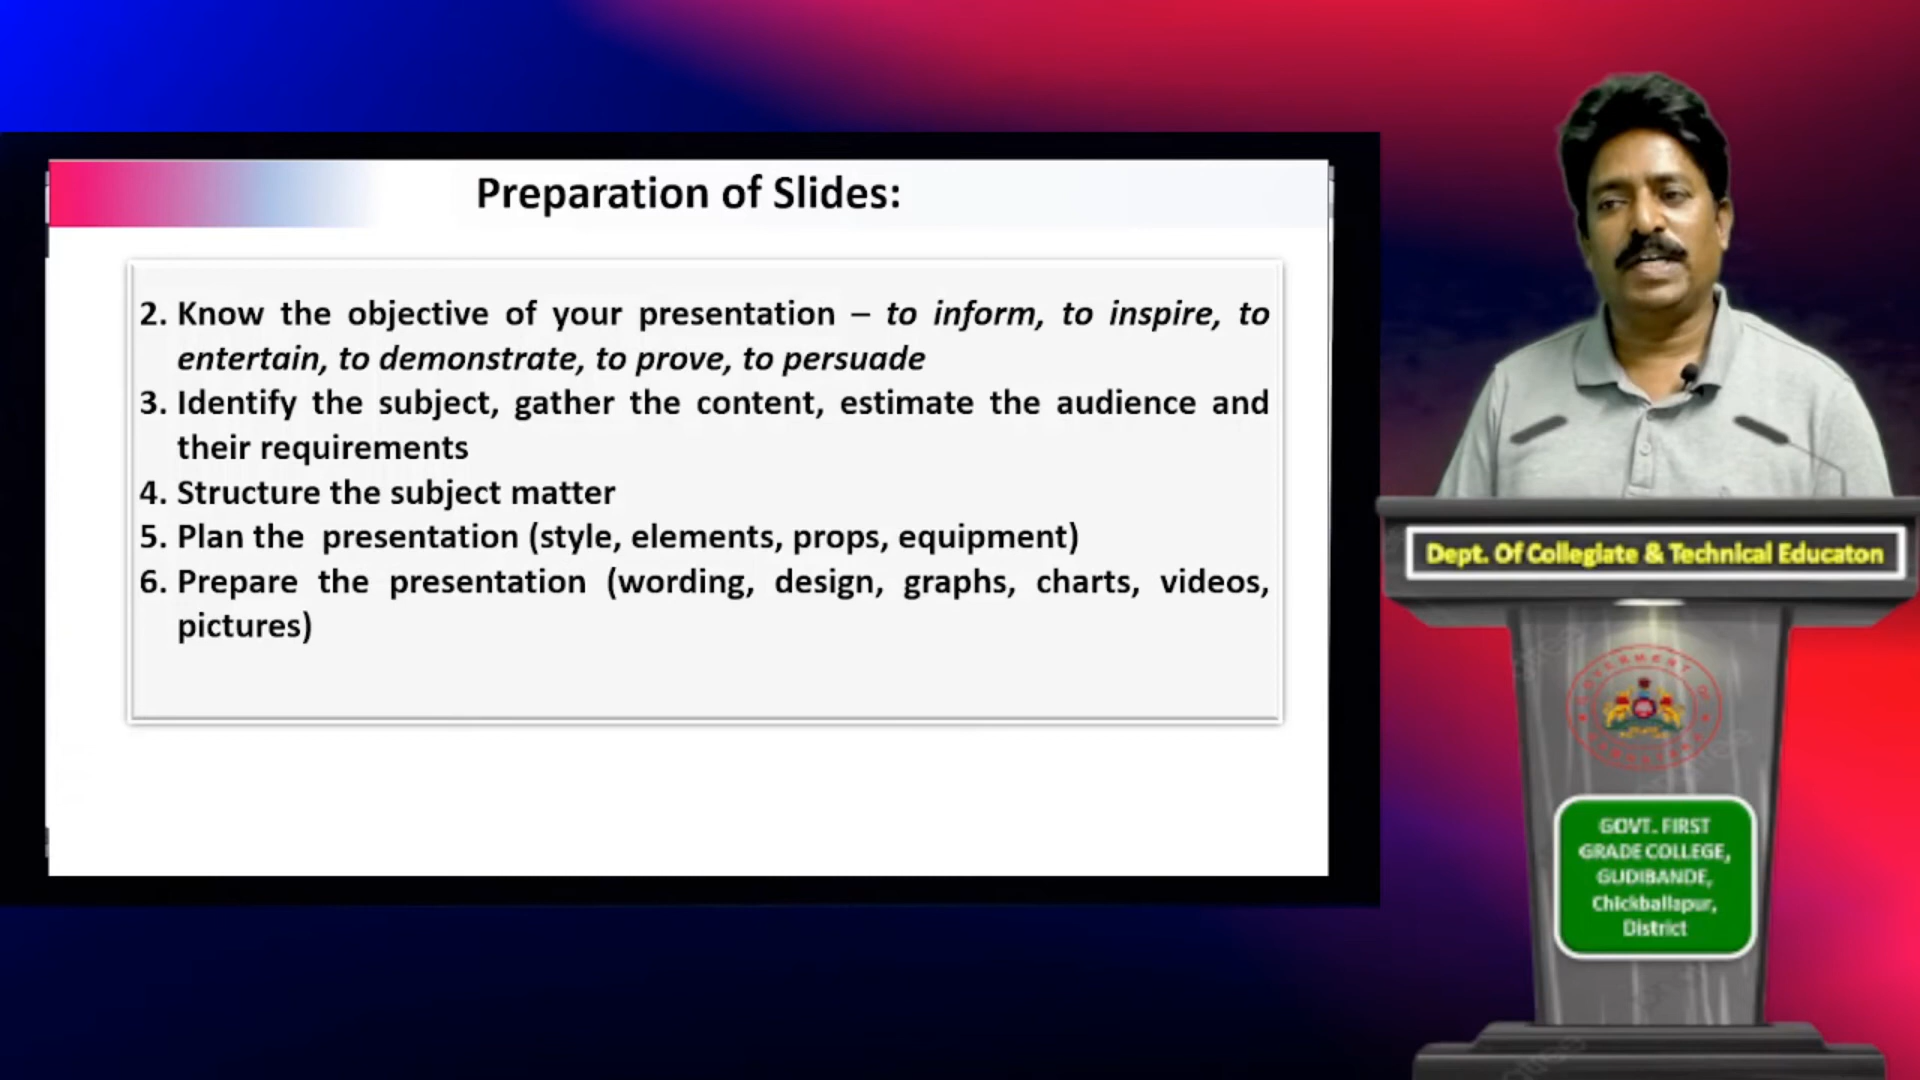 Preparation of Slides:
2. Know the objective of your presentation – to inform, to inspire, to
entertain, to demonstrate, to prove, to persuade
3. Identify the subject, gather the content, estimate the audience and
their requirements
4. Structure the subject matter
5. Plan the presentation (style, elements, props, equipment)
6. Prepare the presentation (wording, design, graphs, charts, videos,
pictures)
Dept. Of Collegiate & Technical Educaton
GOVERNMENT OF
GOVT. FIRST
GRADE COLLEGE,
GUDIBANDE,
Chickballapur,
District